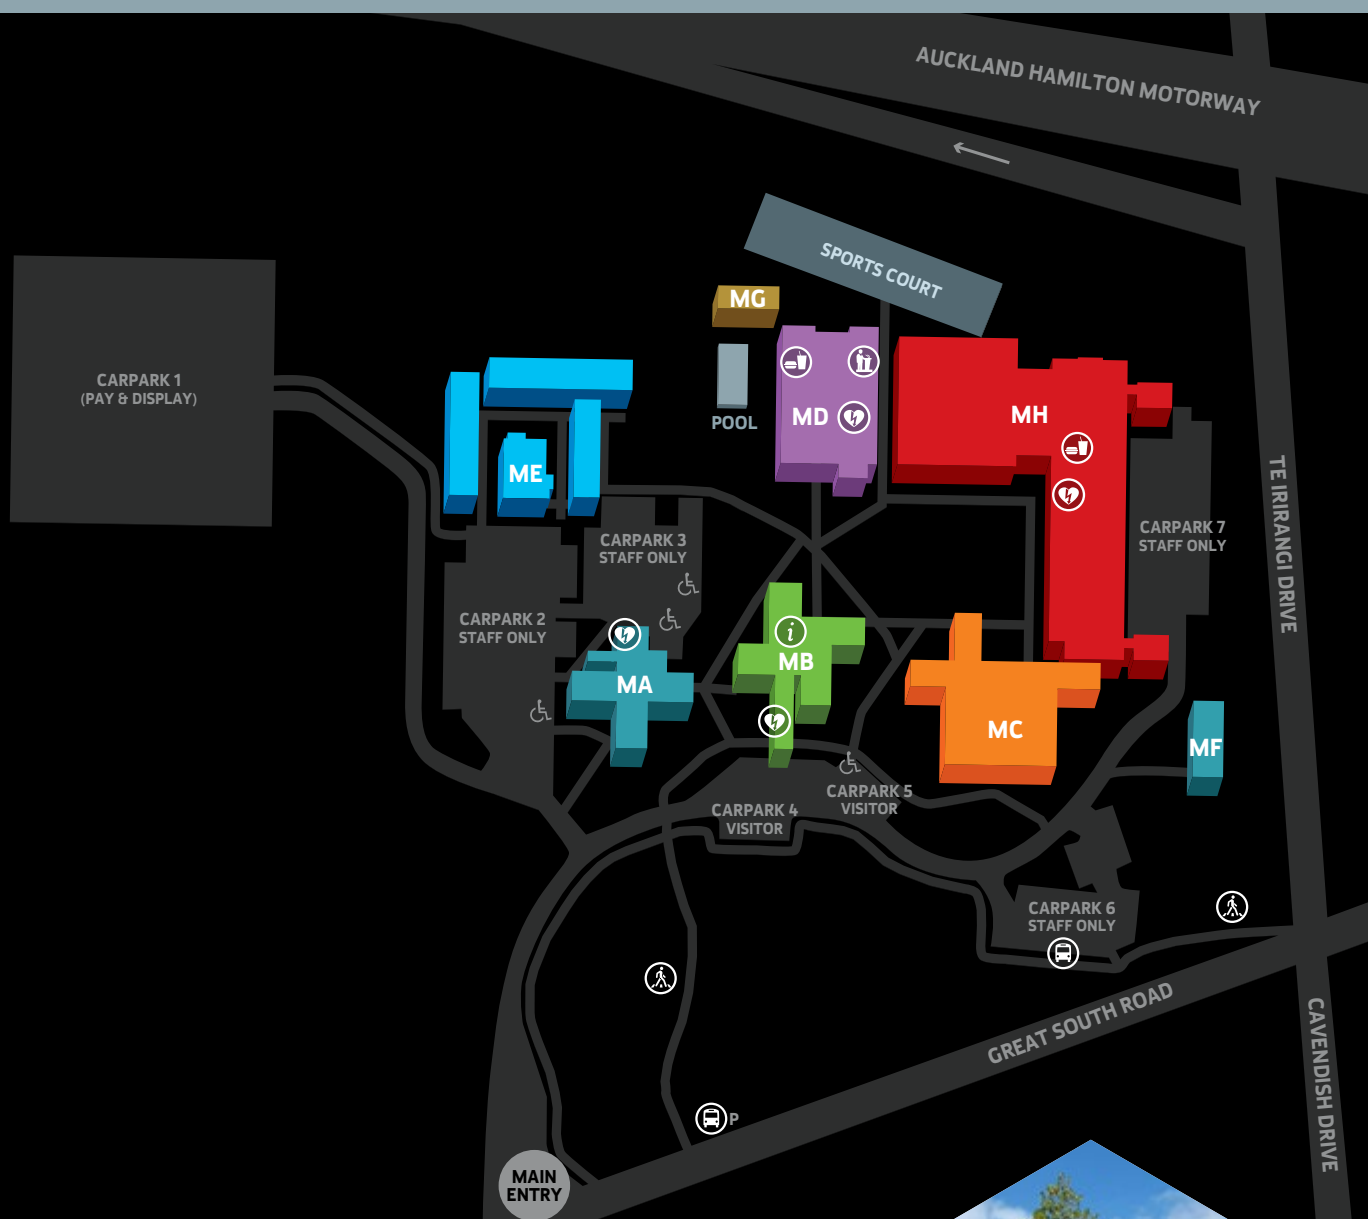 AUCKLAND HAMILTON MOTORWAY
SPORTS COURT
MG
CARPARK 1
(PAY & DISPLAY)
POOL
MD
MH
ME
TE IRIRANGI DRIVE
CARPARK 7
STAFF ONLY
CARPARK 3
STAFF ONLY
CARPARK 2
STAFF ONLY
i
MB
MA
MC
MF
CARPARK 5
VISITOR
CARPARK 4
VISITOR
CARPARK 6
STAFF ONLY
GREAT SOUTH ROAD
CAVENDISH DRIVE
P
MAIN
ENTRY